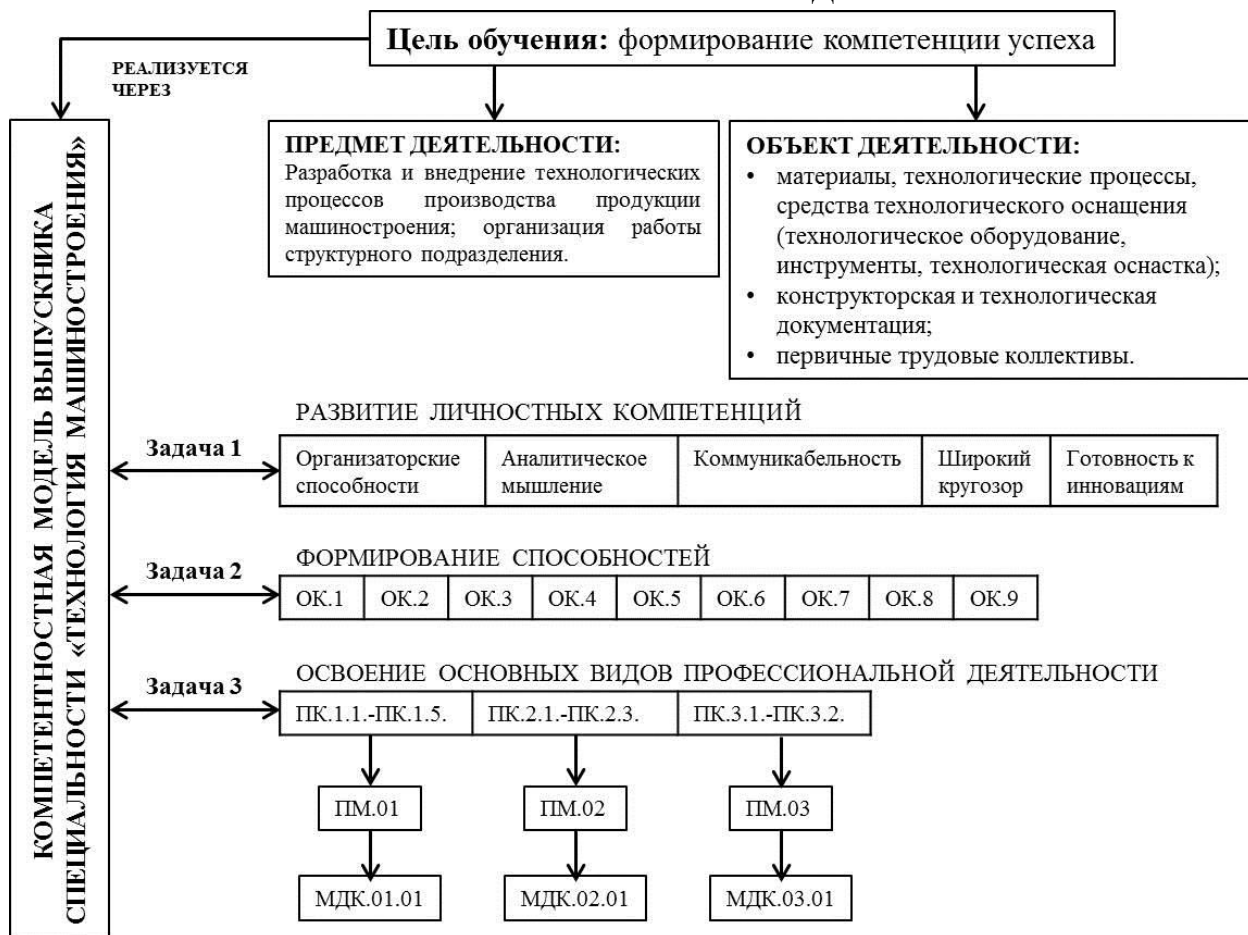 Цель обучения: формирование компетенции успеха
РЕАЛИЗУЕТСЯ
ЧЕРЕЗ
КОМПЕТЕНТНОСТНАЯ МОДЕЛЬ ВЫПУСКНИКА
СПЕЦИАЛЬНОСТИ «ТЕХНОЛОГИЯ МАШИНОСТРОЕНИЯ»
ПРЕДМЕТ ДЕЯТЕЛЬНОСТИ:
Разработка и внедрение технологических
процессов производства продукции
машиностроения; организация работы
структурного подразделения.
ОБЪЕКТ ДЕЯТЕЛЬНОСТИ:
• материалы, технологические процессы,
средства технологического оснащения
(технологическое оборудование,
инструменты, технологическая оснастка);
• конструкторская и технологическая
документация;
• первичные трудовые коллективы.
РАЗВИТИЕ ЛИЧНОСТНЫХ КОМПЕТЕНЦИЙ
Задача 1
Организаторские
способности
Аналитическое
мышление
Коммуникабельность
Широкий
кругозор
Готовность к
инновациям
ФОРМИРОВАНИЕ СПОСОБНОСТЕЙ
Задача 2
ОК.1 ОК.2 ОК.3 ОК.4 ОК.5 ОК.6 ОК.7 ОК.8 ОК.9
ОСВОЕНИЕ ОСНОВНЫХ ВИДОВ ПРОФЕССИОНАЛЬНОЙ ДЕЯТЕЛЬНОСТИ
Задача 3
ПК.1.1.-ПК.1.5. ПК.2.1.-ПК.2.3. ПК.3.1.-ПК.3.2.
ПМ.01 ПМ.02 ПМ.03
МДК.01.01 МДК.02.01 МДК.03.01